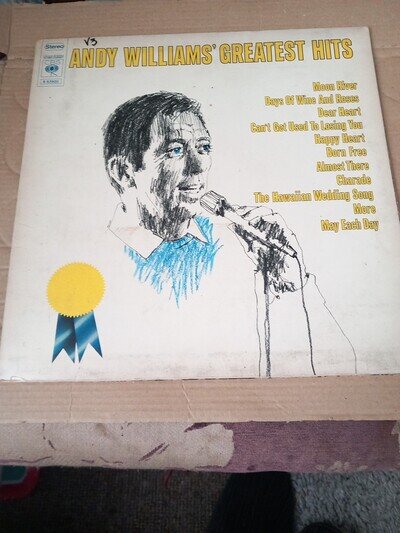 V3
Stereo
ANDY WILLIAMS' GREATEST HITS
Moon River
Days Of Wine And Roses
Dear Heart
Can't Get Used To Losing You
Happy Heart
Born Free
Almost There
Charade
The Hawaiian Wedding Song
More
May Each Day